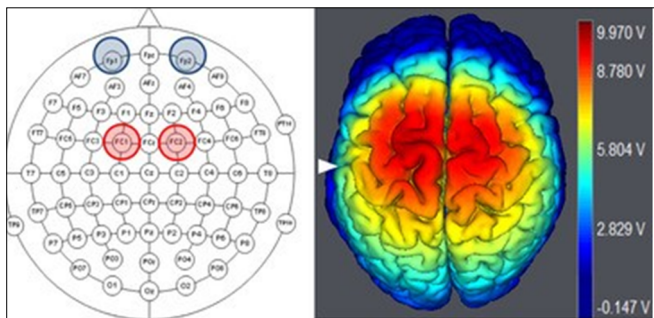 Fp1 Fpz Fp2
AF7 AF3 AF4 AF8
F7 F5 F3 F1 Fz F2 F4 F6 F8
FT7 FC5 FC3 FC1 FCz FC2 FC4 FC6 FT8
T7 C5 C3 C1 Cz C2 C4 C6 T8
TP7 CP5 CP3 CP1 CPz CP2 CP4 CP6 TP8
TP9 TP10
P7 P5 P3 P1 Pz P2 P4 P6 P8
PO7 PO3 POz PO4 PO8
O1 Oz O2
9.970 V
8.780 V
5.804 V
2.829 V
-0.147 V